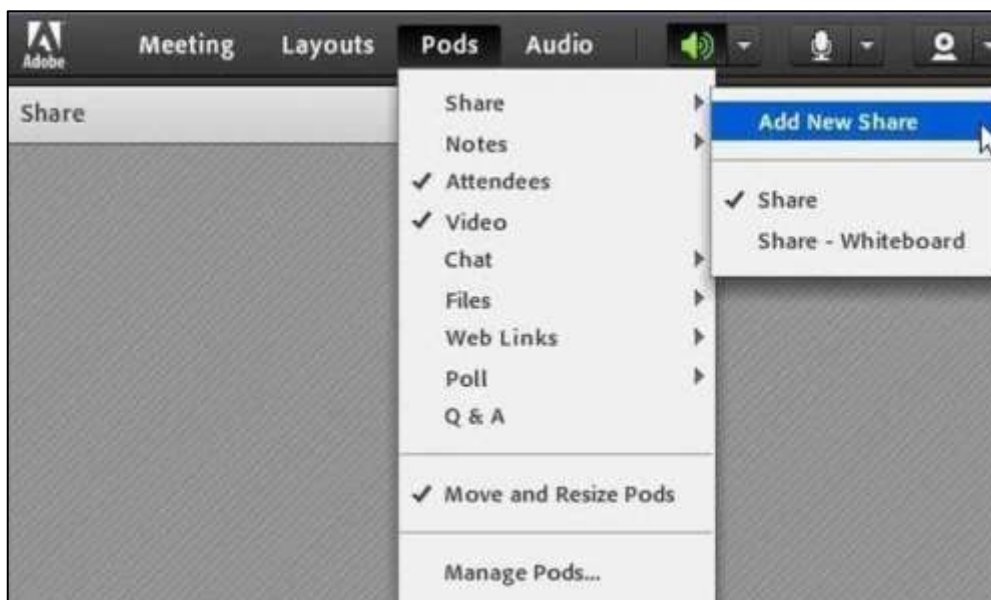 Adobe
Meeting Layouts Pods Audio
Share
Share
Notes
Attendees
Video
Chat
Files
Web Links
Poll
Q & A
Move and Resize Pods
Manage Pods...
Add New Share
Share
Share - Whiteboard